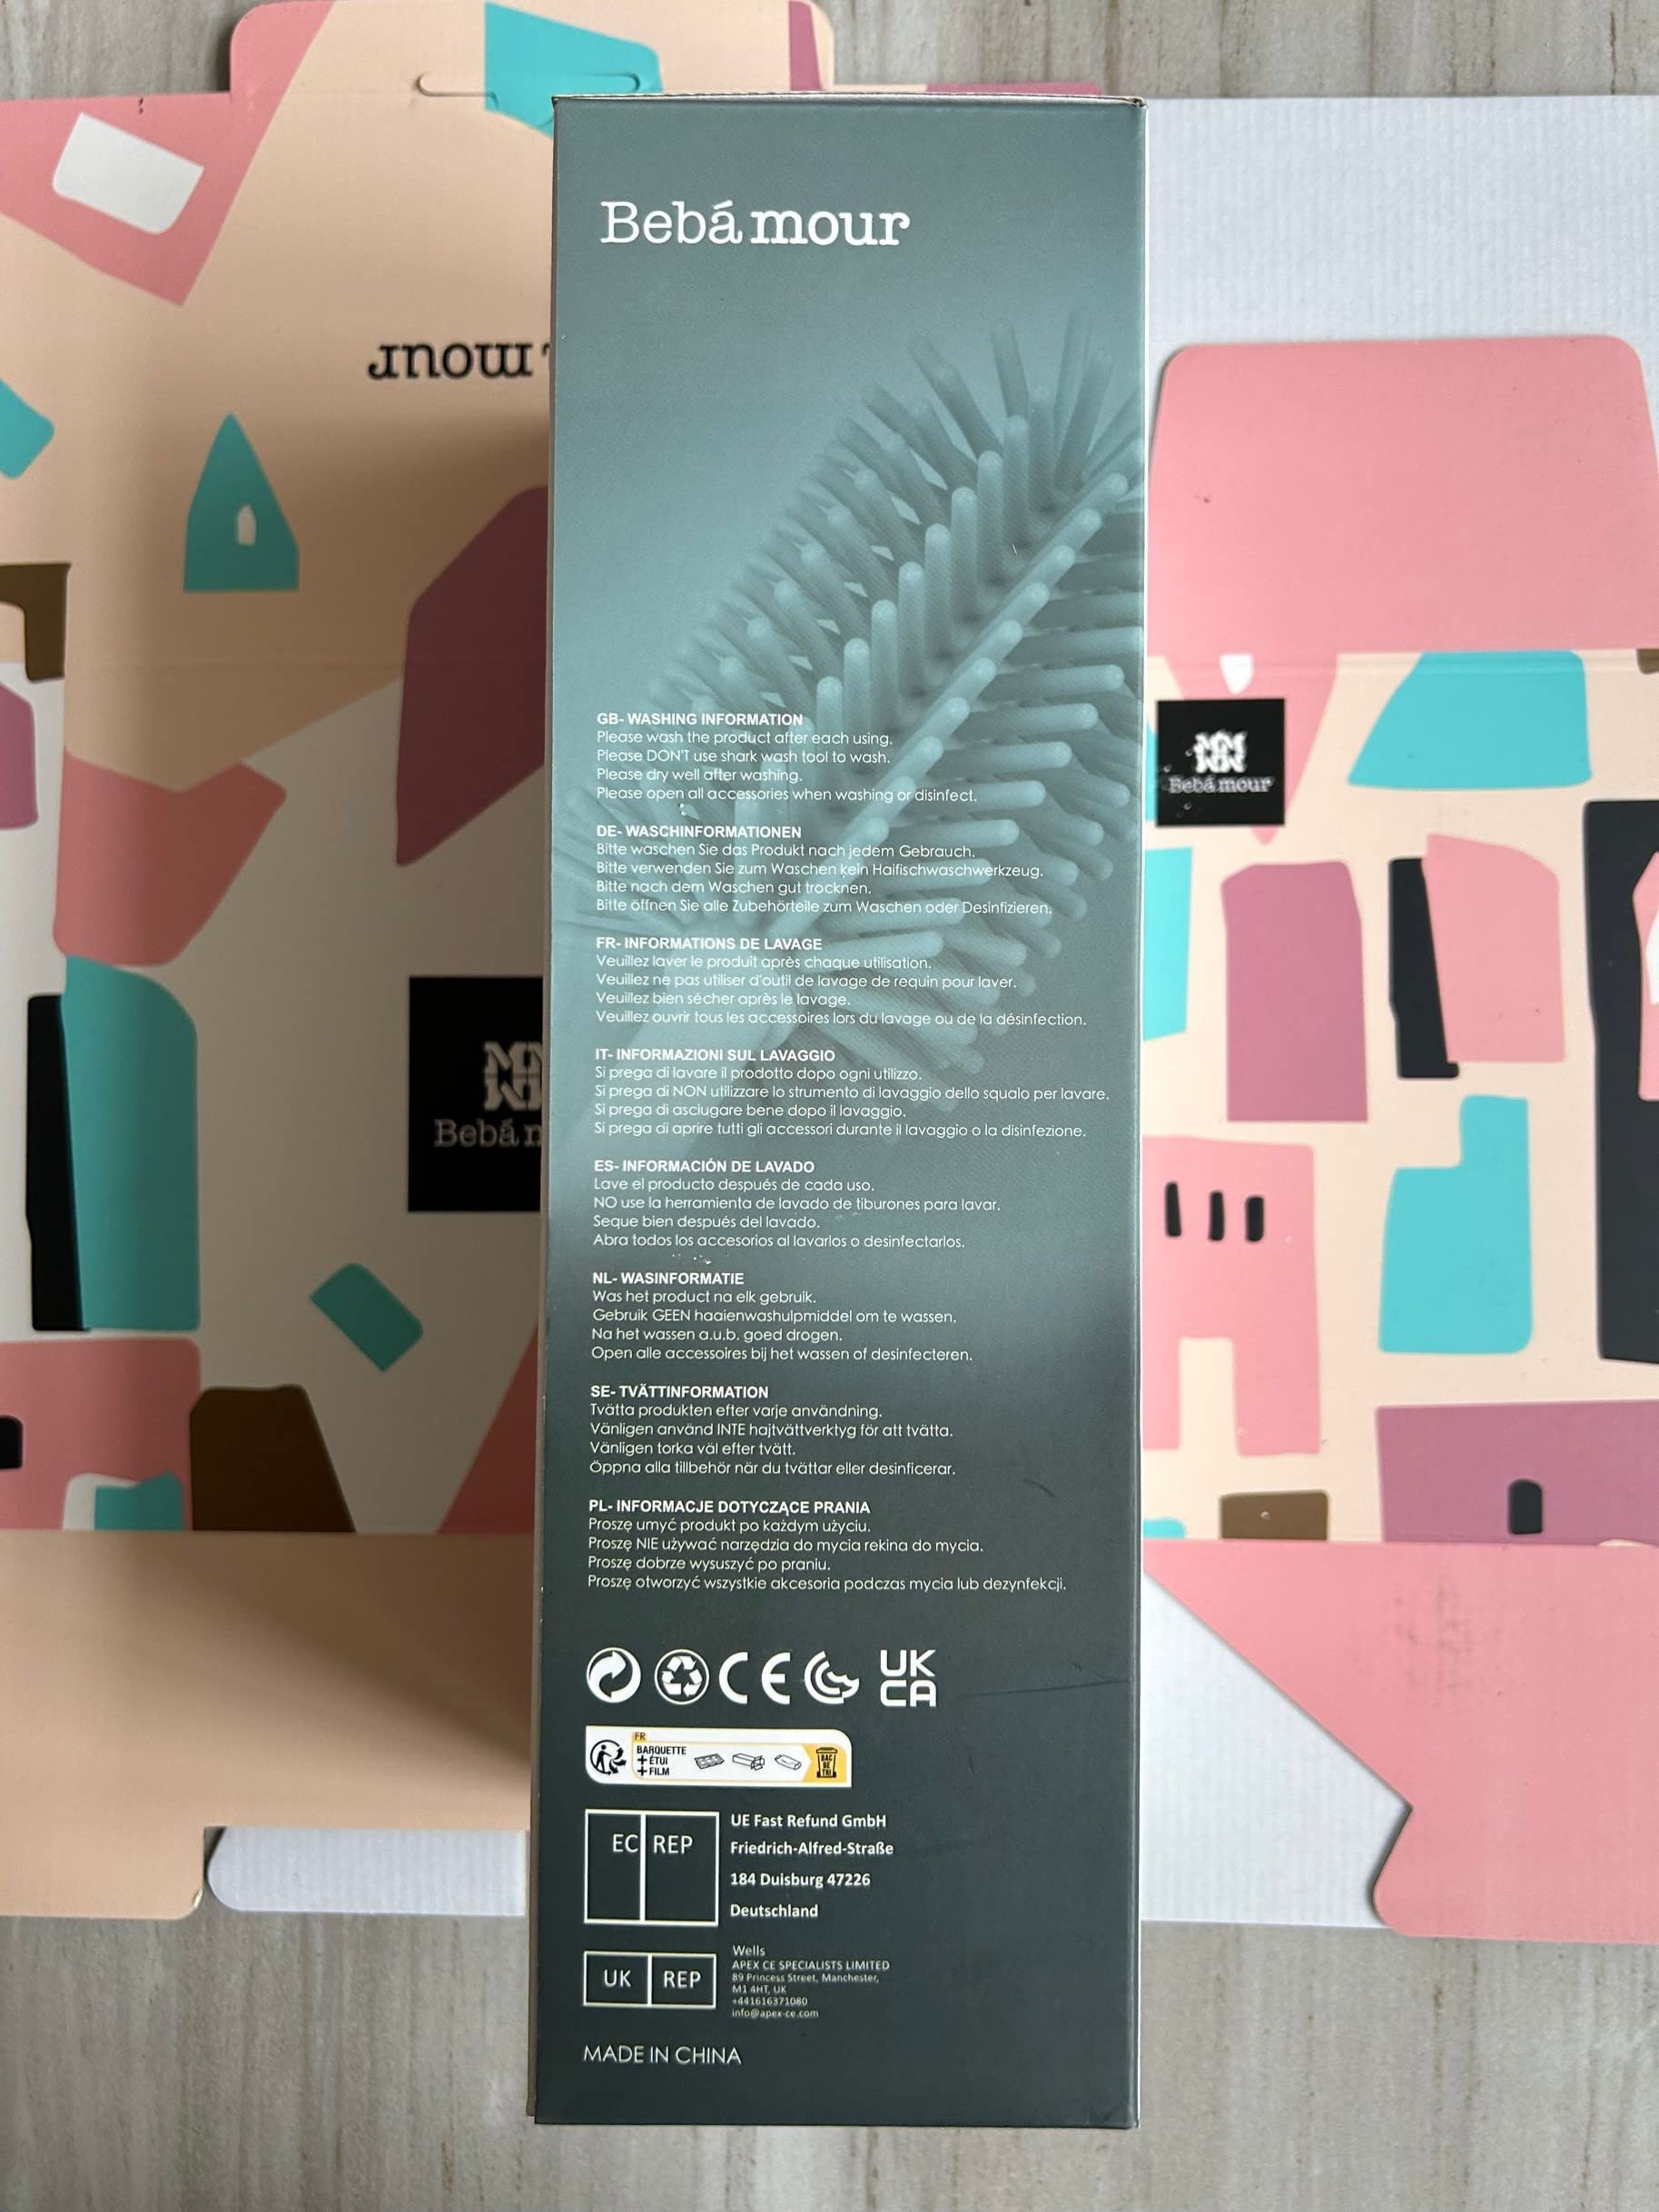 Bebámour
mour
GB- WASHING INFORMATION
Please wash the product after each using.
Please DON'T use shark wash tool to wash.
Please dry well after washing.
Please open all accessories when washing or disinfect.
DE- WASCHINFORMATIONEN
Bitte waschen Sie das Produkt nach jedem Gebrauch.
Bitte verwenden Sie zum Waschen kein Haifischwaschwerkzeug.
Bitte nach dem Waschen gut trocknen.
Bitte öffnen Sie alle Zubehörteile zum Waschen oder Desinfizieren.
FR- INFORMATIONS DE LAVAGE
Veuillez laver le produit après chaque utilisation.
Veuillez ne pas utiliser d'outil de lavage de requin pour laver.
Veuillez bien sécher après le lavage.
Veuillez ouvrir tous les accessoires lors du lavage ou de la désinfection.
IT- INFORMAZIONI SUL LAVAGGIO
Si prega di lavare il prodotto dopo ogni utilizzo.
Si prega di NON utilizzare lo strumento di lavaggio dello squalo per lavare.
Si prega di asciugare bene dopo il lavaggio.
Si prega di aprire tutti gli accessori durante il lavaggio o la disinfezione.
ES- INFORMACIÓN DE LAVADO
Lave el producto después de cada uso.
NO use la herramienta de lavado de tiburones para lavar.
Seque bien después del lavado.
Abra todos los accesorios al lavarlos o desinfectarlos.
NL- WASINFORMATIE
Was het product na elk gebruik.
Gebruik GEEN haaienwashulpmiddel om te wassen.
Na het wassen a.u.b. goed drogen.
Open alle accessoires bij het wassen of desinfecteren.
SE- TVÄTTINFORMATION
Tvätta produkten efter varje användning.
Vänligen använd INTE hajtvättverktyg för att tvätta.
Vänligen torka väl efter tvätt.
Öppna alla tillbehör när du tvättar eller desinficerar.
PL- INFORMACJE DOTYCZĄCE PRANIA
Proszę umyć produkt po każdym użyciu.
Proszę NIE używać narzędzia do mycia rekina do mycia.
Proszę dobrze wysuszyć po praniu.
Proszę otworzyć wszystkie akcesoria podczas mycia lub dezynfekcji.
CE UK
CA
FR
BARQUETTE
+ ÉTUI
+ FILM
BAC
DE
TRI
EC REP
UE Fast Refund GmbH
Friedrich-Alfred-Straße
184 Duisburg 47226
Deutschland
UK REP
Wells
APEX CE SPECIALISTS LIMITED
89 Princess Street, Manchester,
M1 4HT, UK
+441616371080
info@apex-ce.com
MADE IN CHINA
Bebámour